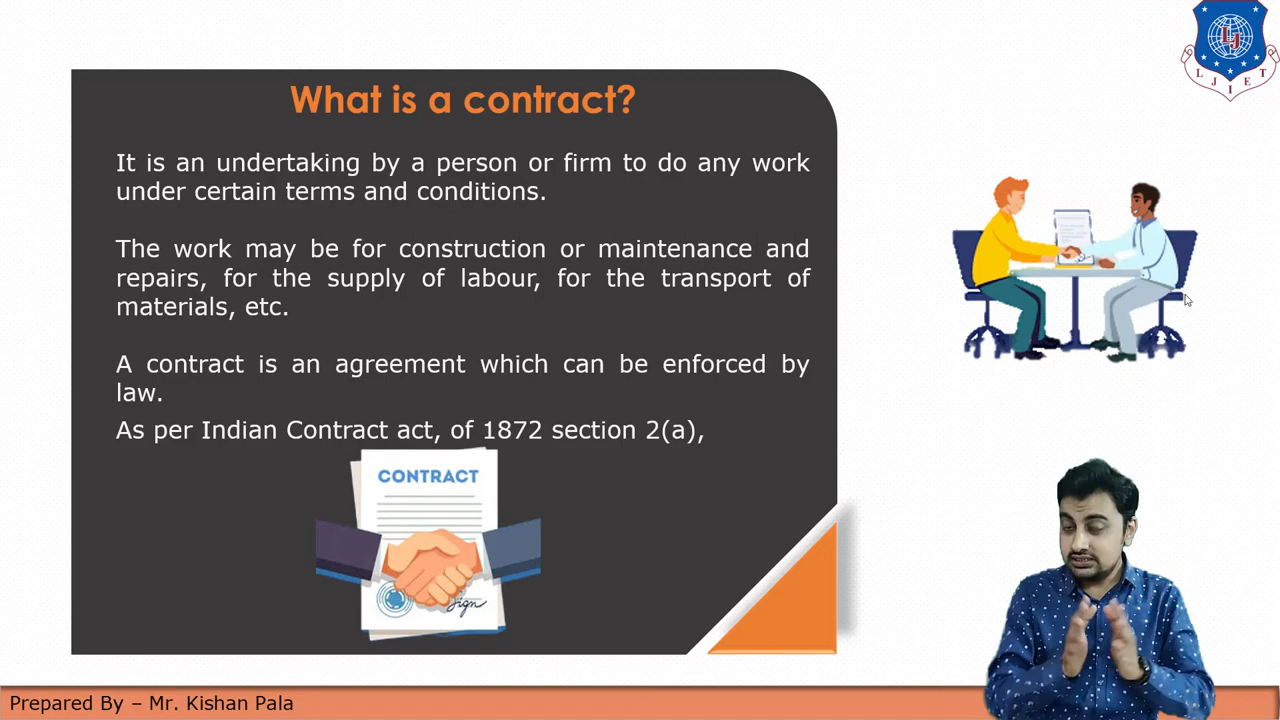 LJIET
What is a contract?
It is an undertaking by a person or firm to do any work
under certain terms and conditions.
The work may be for construction or maintenance and
repairs, for the supply of labour, for the transport of
materials, etc.
A contract is an agreement which can be enforced by
law.
As per Indian Contract act, of 1872 section 2(a),
CONTRACT
Sign
Prepared By – Mr. Kishan Pala